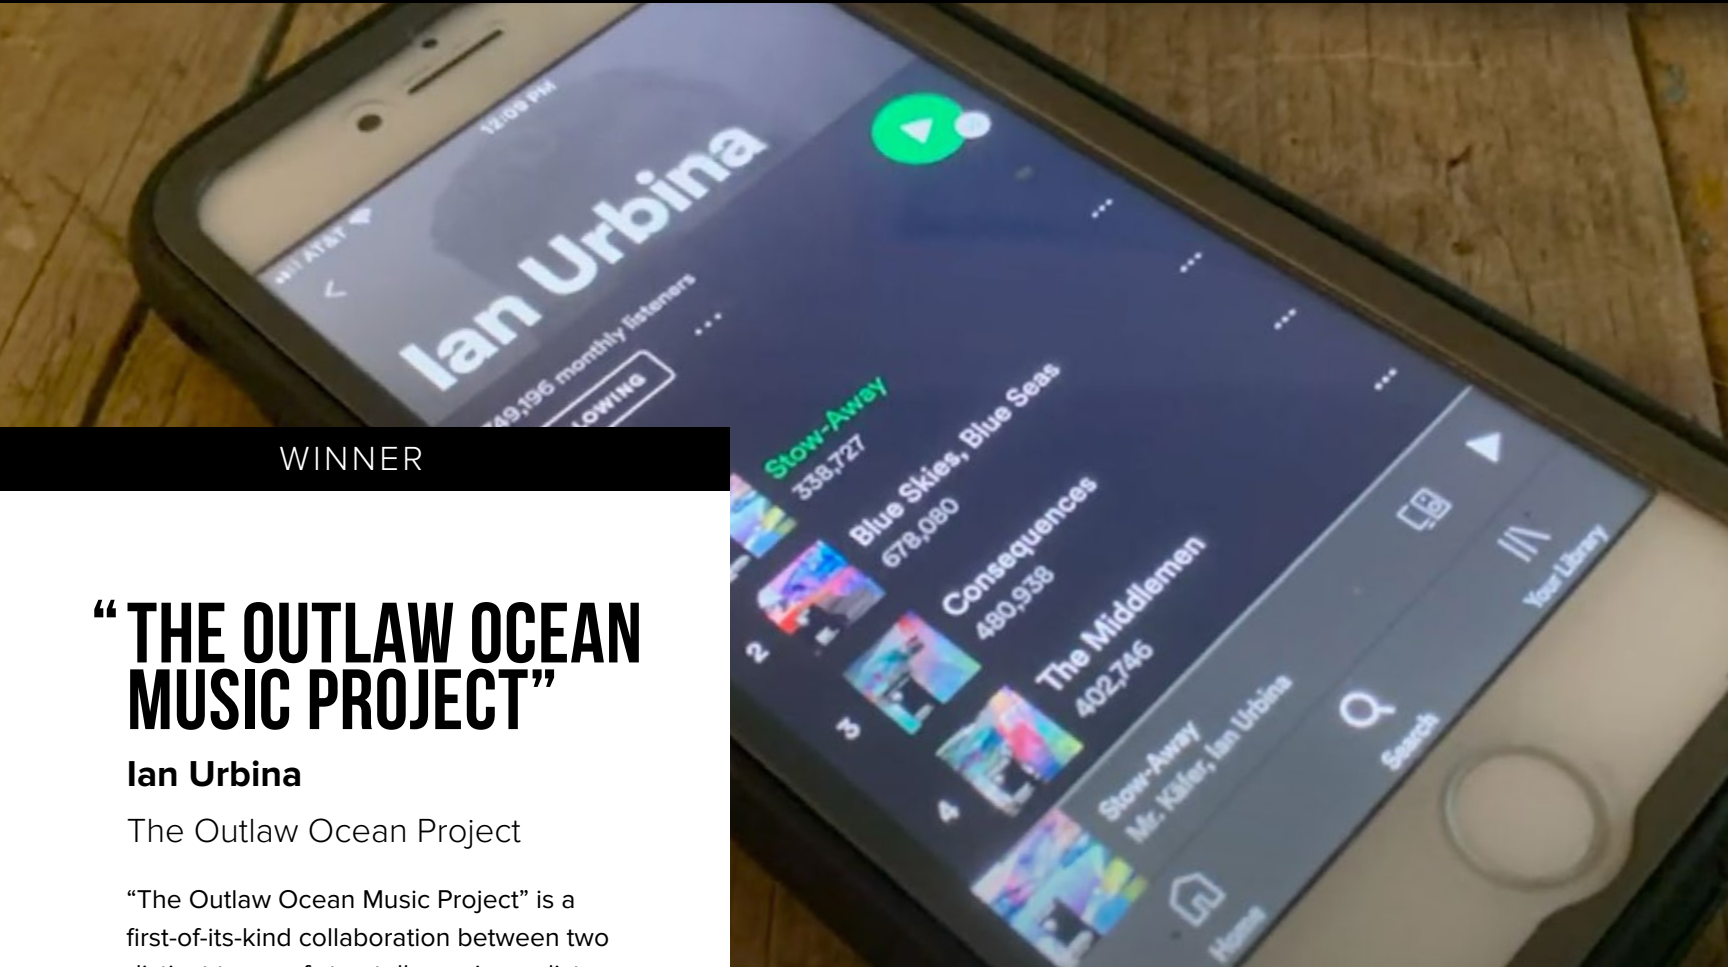 AT&T
12:09 PM
Ian Urbina
749,196 monthly listeners
LOWING
Stow-Away
338,727
2
Blue Skies, Blue Seas
678,080
3
Consequences
480,938
4
The Middlemen
402,746
Stow-Away
Mr. Käfer, Ian Urbina
Home
Search
Your Library
WINNER
“THE OUTLAW OCEAN
MUSIC PROJECT”
Ian Urbina
The Outlaw Ocean Project
“The Outlaw Ocean Music Project” is a
first-of-its-kind collaboration between two